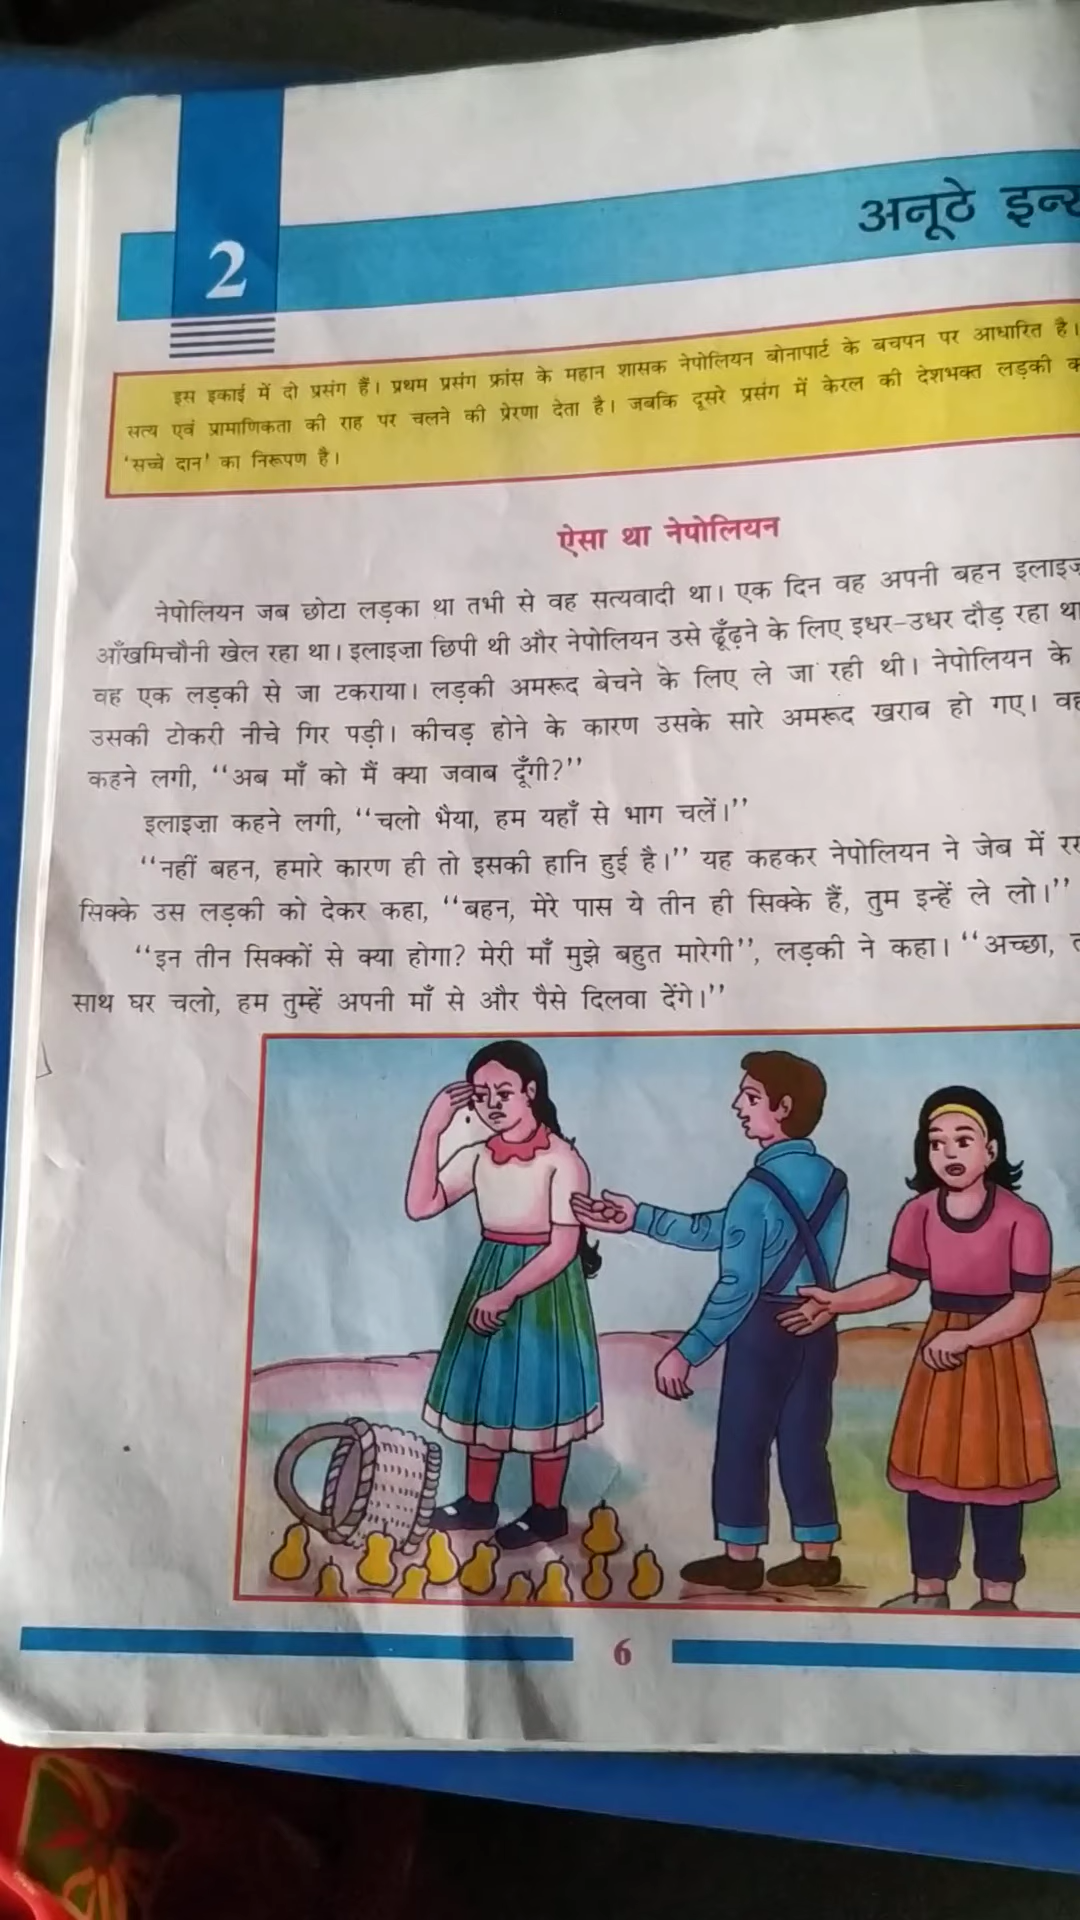 2
अनूठे
इस इकाई में दो प्रसंग हैं। प्रथम प्रसंग फ्रांस के महान शासक नेपोलियन बोनापार्ट के बचपन पर आधारित है।
सत्य एवं प्रामाणिकता की राह पर चलने की प्रेरणा देता है। जबकि दूसरे प्रसंग में केरल की देशभक्त लड़की
'सच्चे दान' का निरूपण है।
ऐसा था नेपोलियन
नेपोलियन जब छोटा लड़का था तभी से वह सत्यवादी था। एक दिन वह अपनी बहन
आँखमिचौनी खेल रहा था। इलाइज़ा छिपी थी और नेपोलियन उसे ढूँढ़ने के लिए इधर-उधर दौड़ रहा
वह एक लड़की से जा टकराया। लड़की अमरूद बेचने के लिए ले जा रही थी। नेपोलियन के
उसकी टोकरी नीचे गिर पड़ी। कीचड़ होने के कारण उसके सारे अमरूद खराब हो गए।
कहने लगी, ''अब माँ को मैं क्या जवाब दूँगी?''
इलाइज़ा कहने लगी, ''चलो भैया, हम यहाँ से भाग चलें।''
''नहीं बहन, हमारे कारण ही तो इसकी हानि हुई है।'' यह कहकर नेपोलियन ने जेब में
सिक्के उस लड़की को देकर कहा, ''बहन, मेरे पास ये तीन ही सिक्के हैं, तुम इन्हें ले लो।''
''इन तीन सिक्कों से क्या होगा? मेरी माँ मुझे बहुत मारेगी'', लड़की ने कहा। ''अच्छा,
साथ घर चलो, हम तुम्हें अपनी माँ से और पैसे दिलवा देंगे।''
6